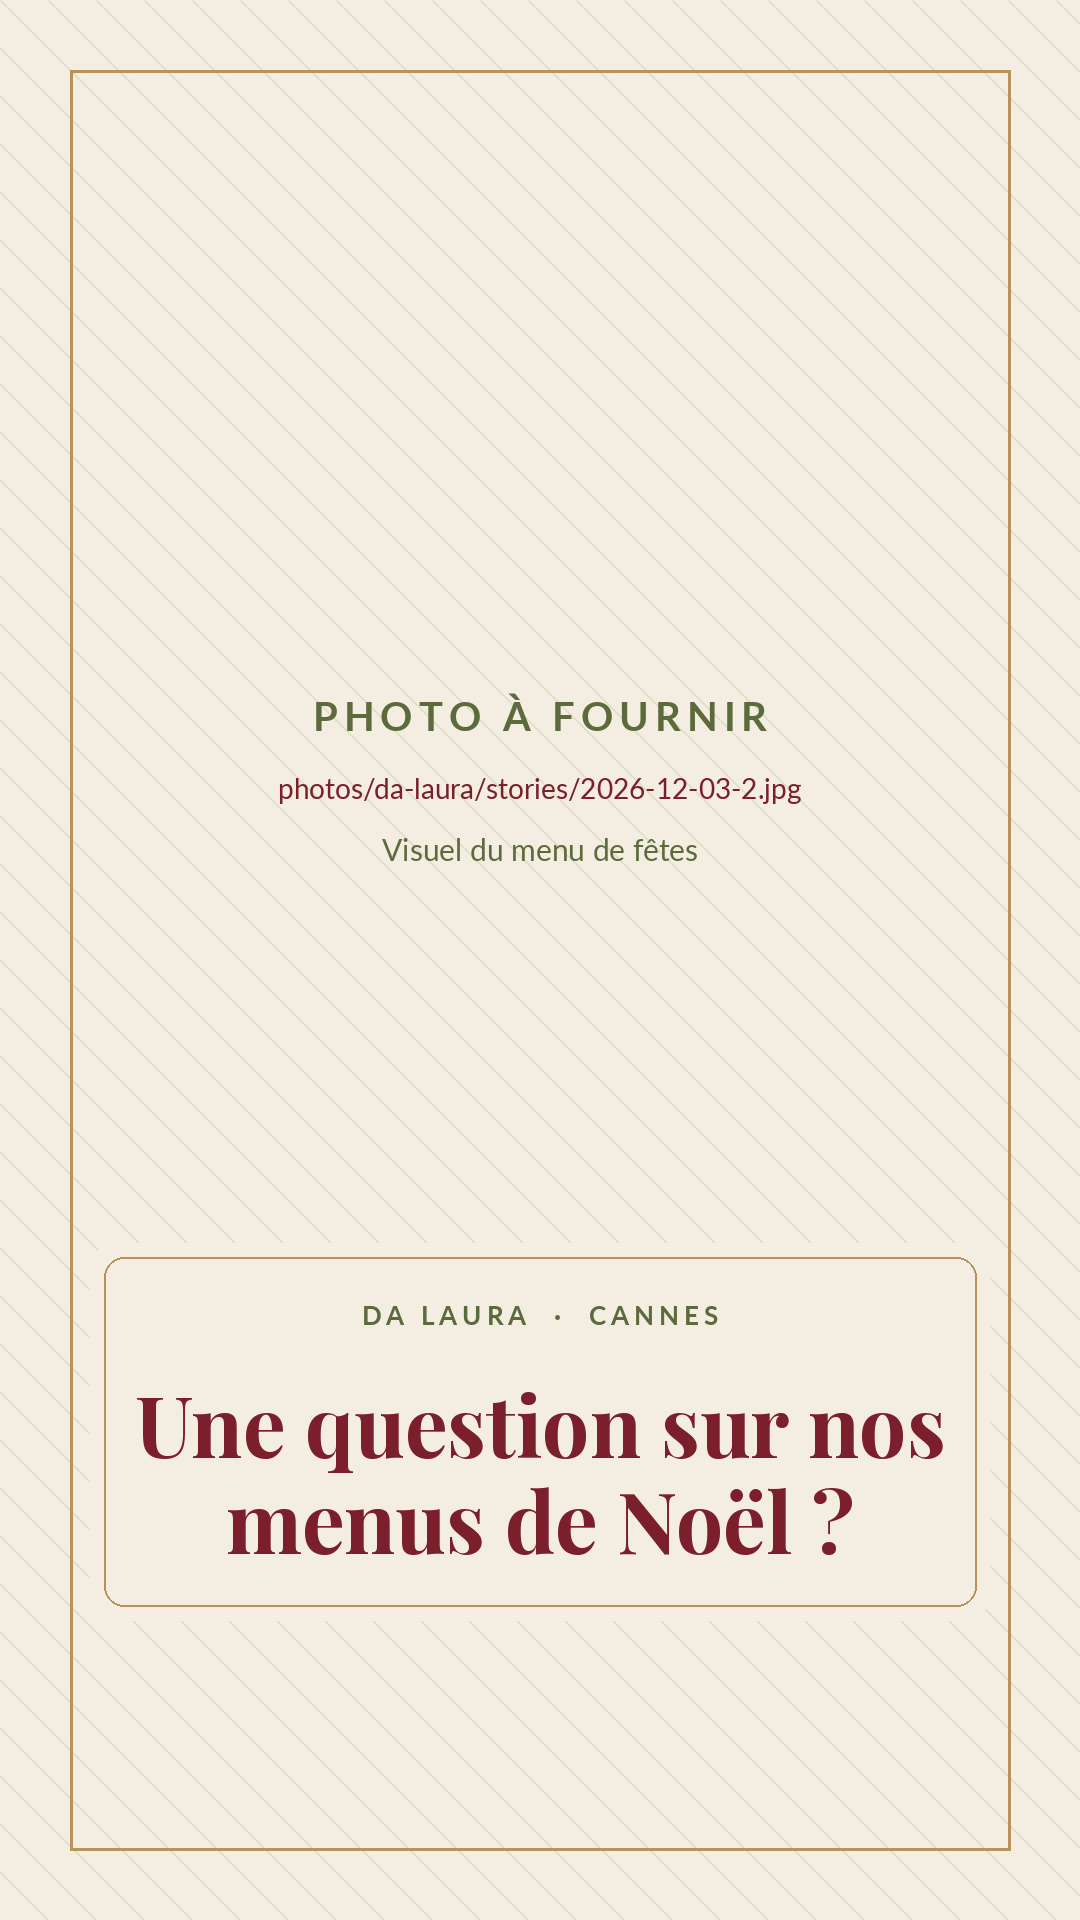 PHOTO À FOURNIR
photos/da-laura/stories/2026-12-03-2.jpg
Visuel du menu de fêtes
DA LAURA · CANNES
Une question sur nos
menus de Noël ?